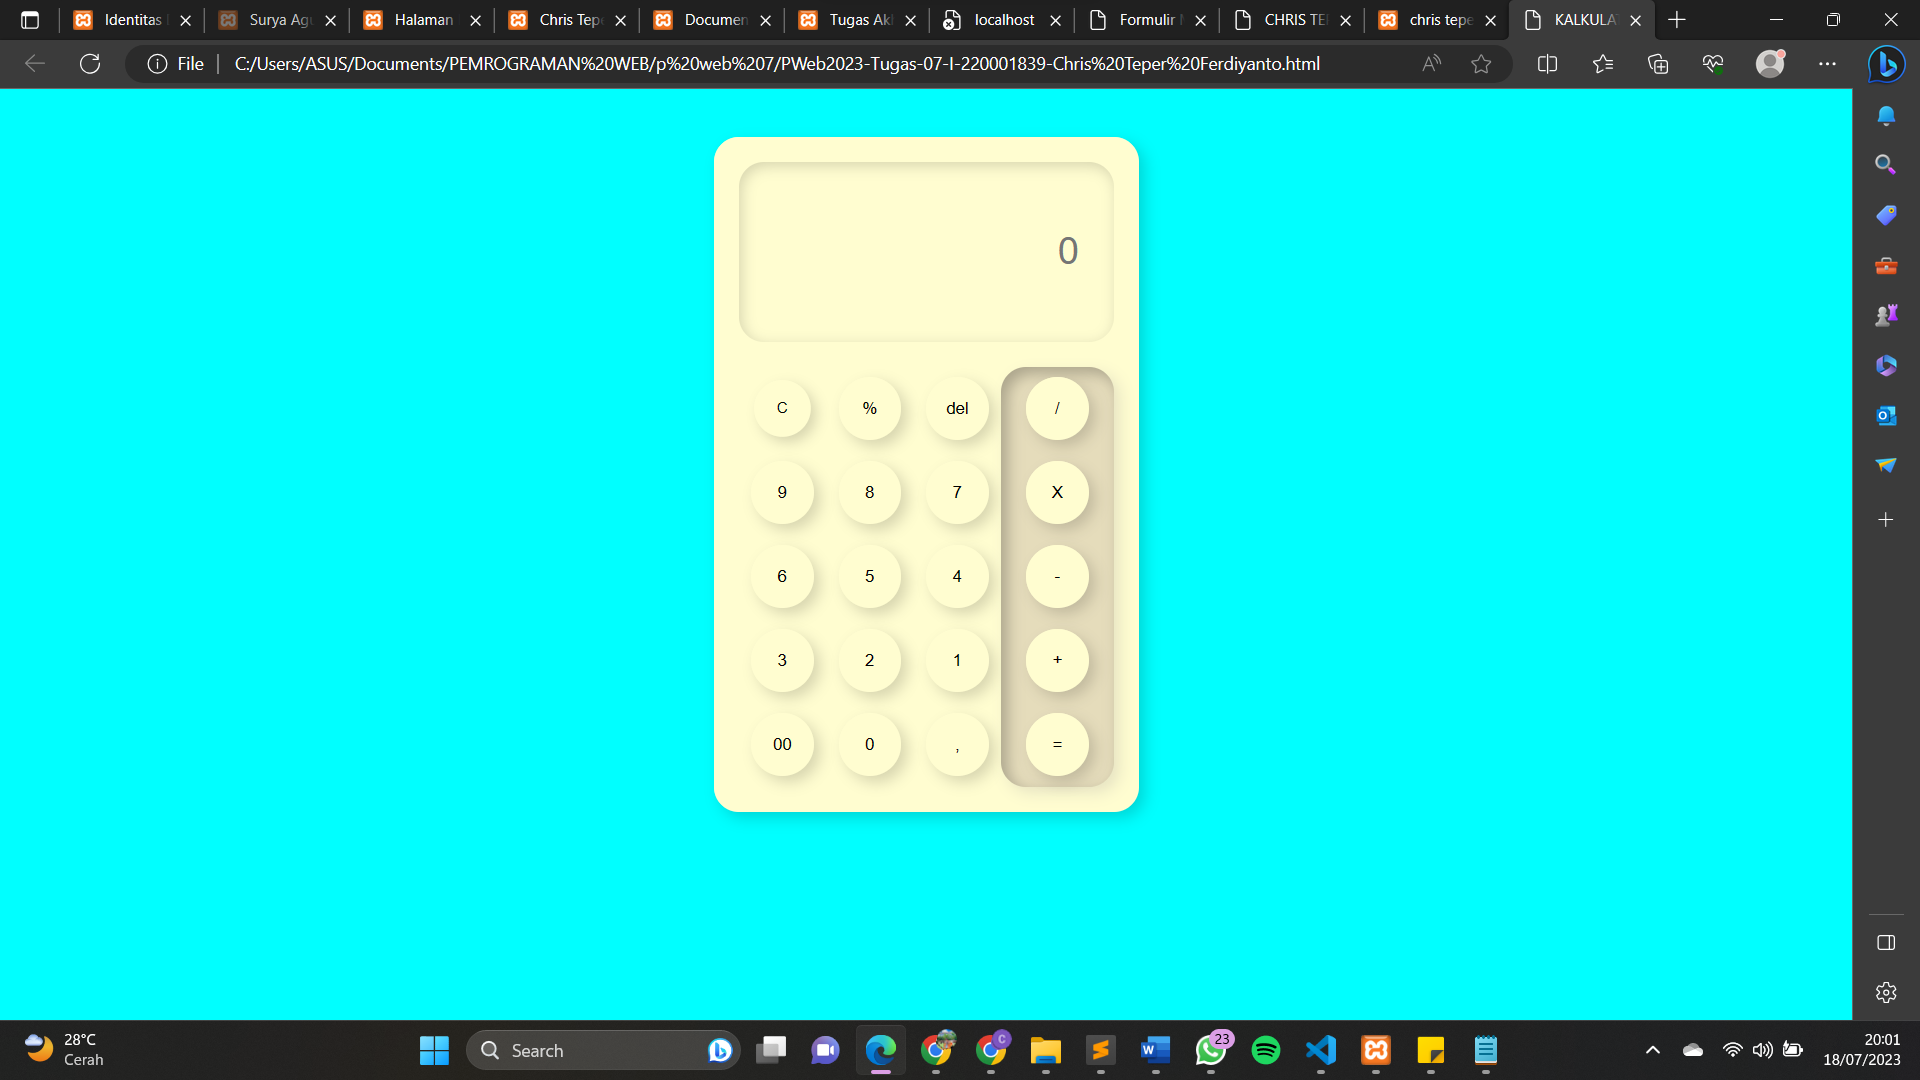 Identitas
Surya Agu
Halaman
Chris Tepe
Documen
Tugas Ak
localhost
Formulir
CHRIS TE
chris tepe
KALKULA
File
C:/Users/ASUS/Documents/PEMROGRAMAN%20WEB/p%20web%207/PWeb2023-Tugas-07-I-220001839-Chris%20Teper%20Ferdiyanto.html
0
C % del /
9 8 7 X
6 5 4 -
3 2 1 +
00 0 , =
28°C
Cerah
Search
C
23
20:01
18/07/2023